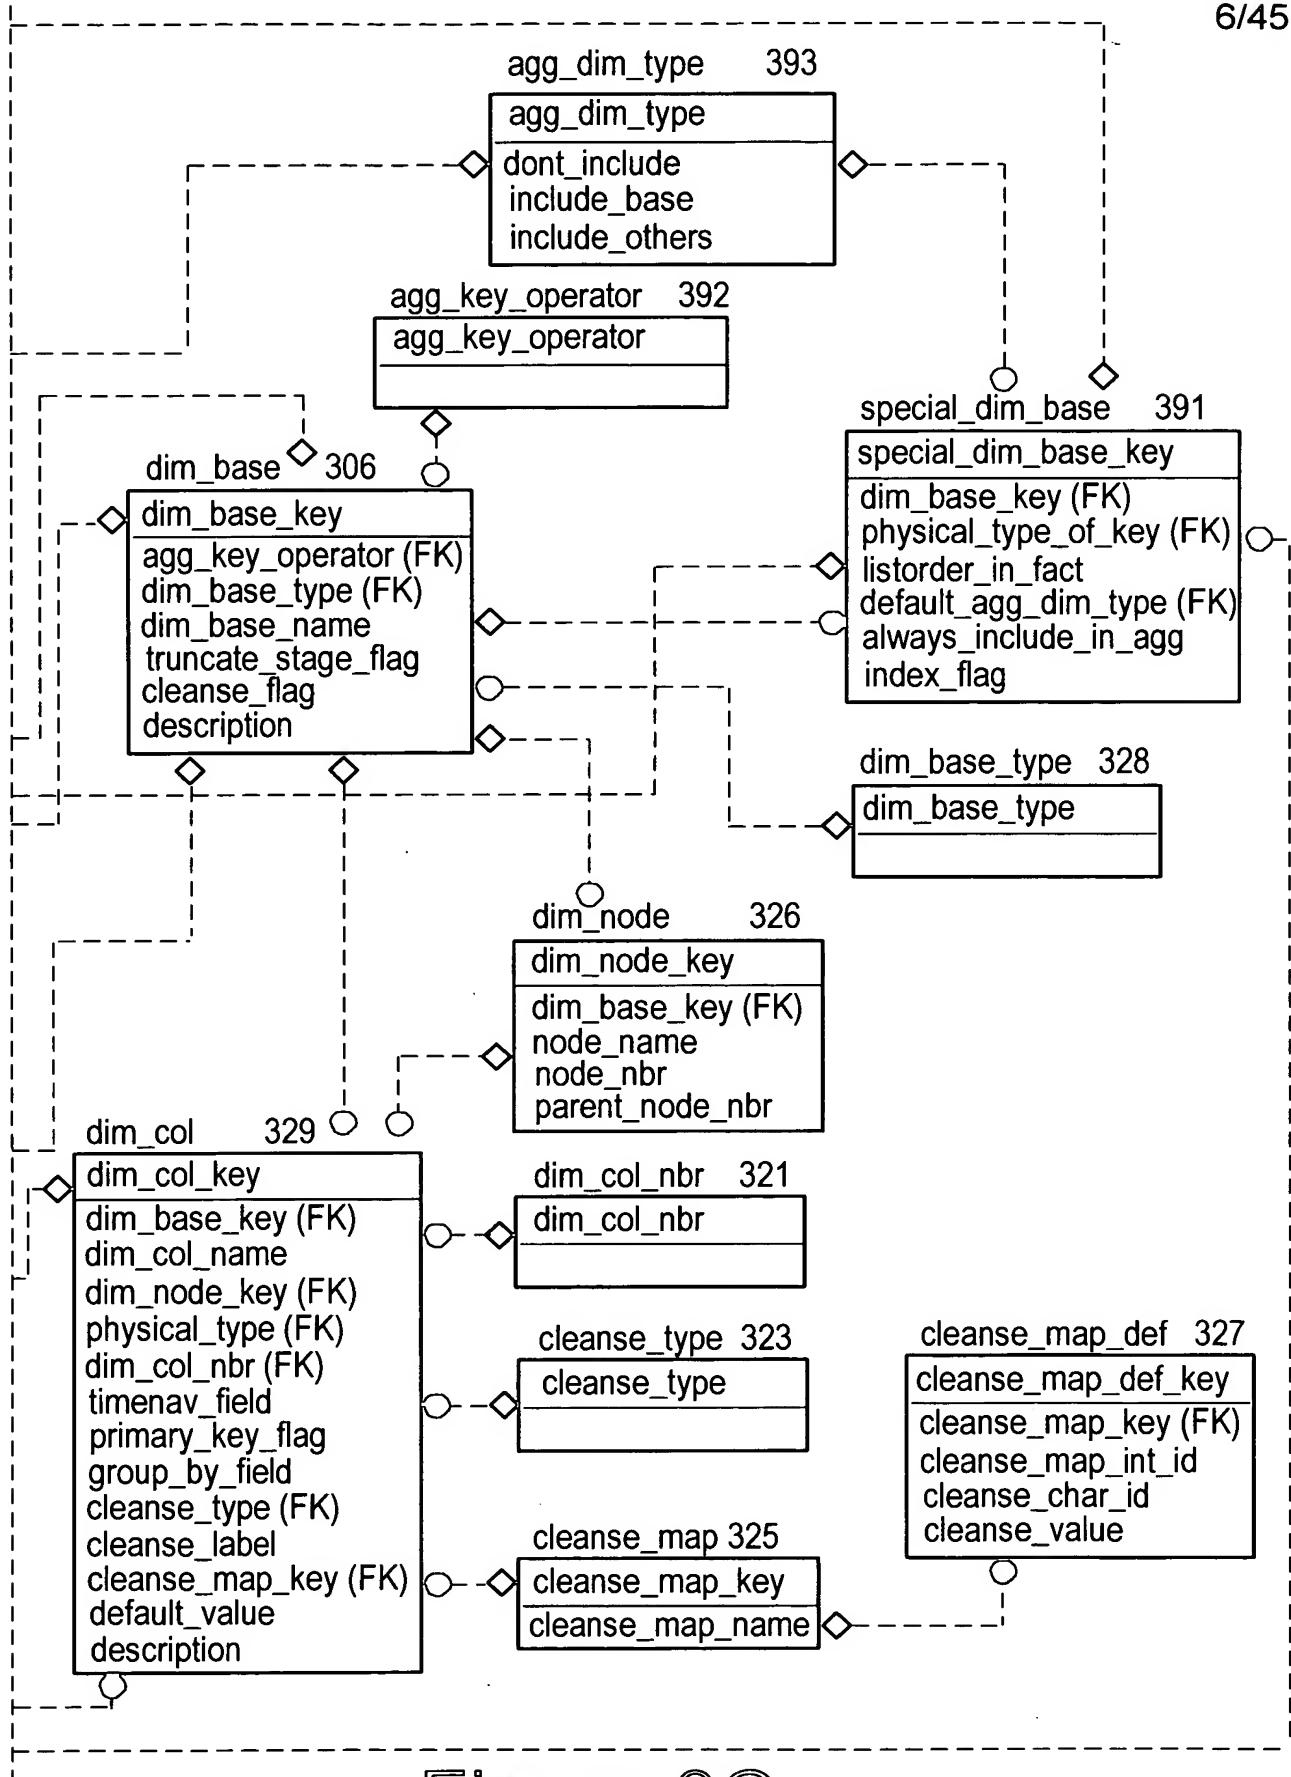 6/45
agg_dim_type 393
agg_dim_type
dont_include
include_base
include_others
agg_key_operator 392
agg_key_operator
special_dim_base 391
special_dim_base_key
dim_base_key (FK)
physical_type_of_key (FK)
listorder_in_fact
default_agg_dim_type (FK)
always_include_in_agg
index_flag
dim_base 306
dim_base_key
agg_key_operator (FK)
dim_base_type (FK)
dim_base_name
truncate_stage_flag
cleanse_flag
description
dim_base_type 328
dim_base_type
dim_node 326
dim_node_key
dim_base_key (FK)
node_name
node_nbr
parent_node_nbr
dim_col 329
dim_col_key
dim_base_key (FK)
dim_col_name
dim_node_key (FK)
physical_type (FK)
dim_col_nbr (FK)
timenav_field
primary_key_flag
group_by_field
cleanse_type (FK)
cleanse_label
cleanse_map_key (FK)
default_value
description
dim_col_nbr 321
dim_col_nbr
cleanse_type 323
cleanse_type
cleanse_map_def 327
cleanse_map_def_key
cleanse_map_key (FK)
cleanse_map_int_id
cleanse_char_id
cleanse_value
cleanse_map 325
cleanse_map_key
cleanse_map_name